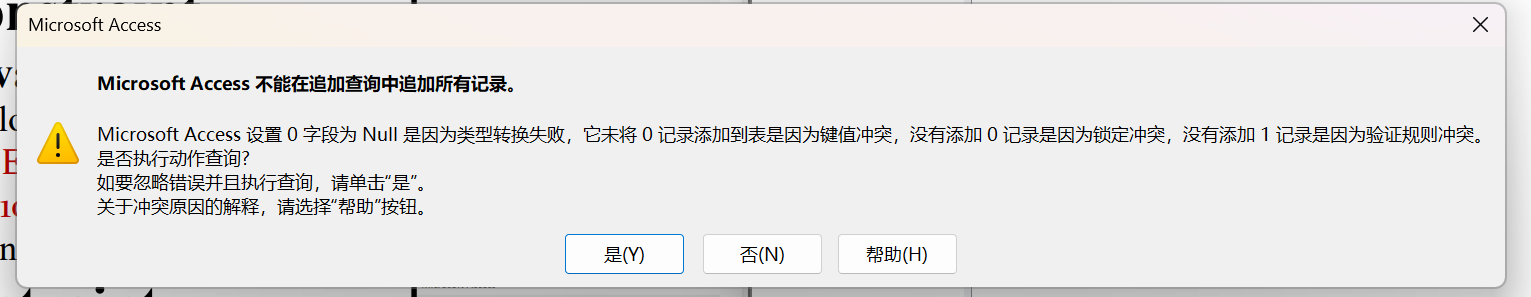 Microsoft Access
Microsoft Access 不能在追加查询中追加所有记录。
Microsoft Access 设置 0 字段为 Null 是因为类型转换失败，它未将 0 记录添加到表是因为键值冲突，没有添加 0 记录是因为锁定冲突，没有添加 1 记录是因为验证规则冲突。
是否执行动作查询?
如要忽略错误并且执行查询，请单击“是”。
关于冲突原因的解释，请选择“帮助”按钮。
是(Y)
否(N)
帮助(H)